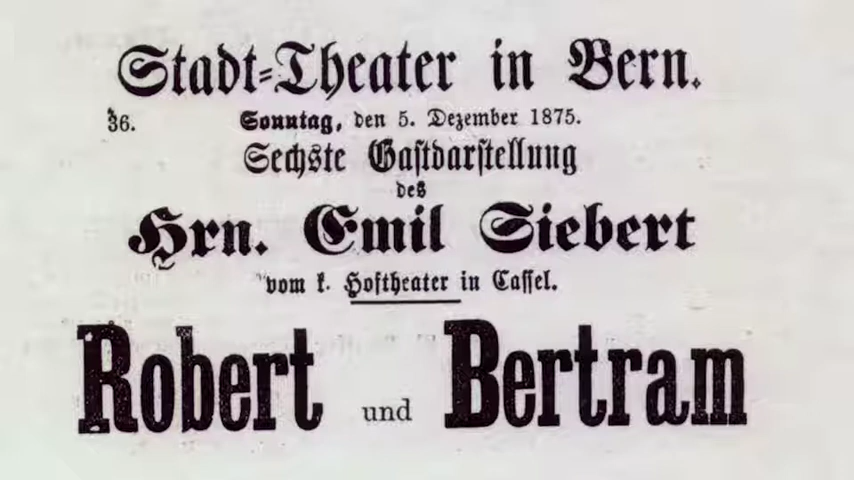 Stadt-Theater in Bern.
36. Sonntag, den 5. Dezember 1875.
Sechste Gastdarstellung
des
Hrn. Emil Siebert
vom k. Hoftheater in Cassel.
Robert und Bertram